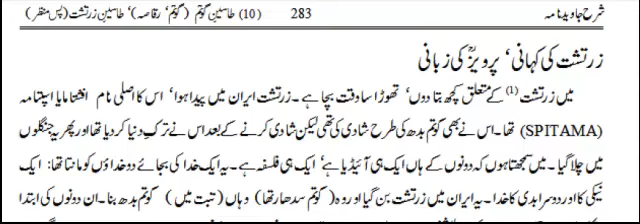 شرح جاوید نامہ 283 (10) طاسین گوتم (گوتم‘ رقاصہ)‘ طاسین زرتشت (پس منظر)
زرتشت کی کہانی‘ پرویزؒ کی زبانی
میں زرتشت (1) کے متعلق کچھ بتا دوں‘ تھوڑا سا وقت بچا ہے۔ زرتشت ایران میں پیدا ہوا‘ اس کا اصلی نام افتتاما یا اسپتامہ
(SPITAMA) تھا۔ اس نے بھی گوتم بدھ کی طرح شادی کی تھی لیکن شادی کرنے کے بعد اس نے ترکِ دنیا کر دیا تھا اور پھر یہ جنگلوں
میں چلا گیا۔ میں سمجھتا ہوں کہ دونوں کے ہاں ایک ہی آئیڈیا ہے‘ ایک ہی فلسفہ ہے۔ یہ ایک خدا کی بجائے دو خداؤں کو مانتا تھا: ایک
نیکی کا اور دوسرا بدی کا خدا۔ یہ ایران میں زرتشت بن گیا اور وہ (گوتم سدھار تھا) وہاں (تبت میں) گوتم بدھ بنا۔ ان دونوں کی ابتدا